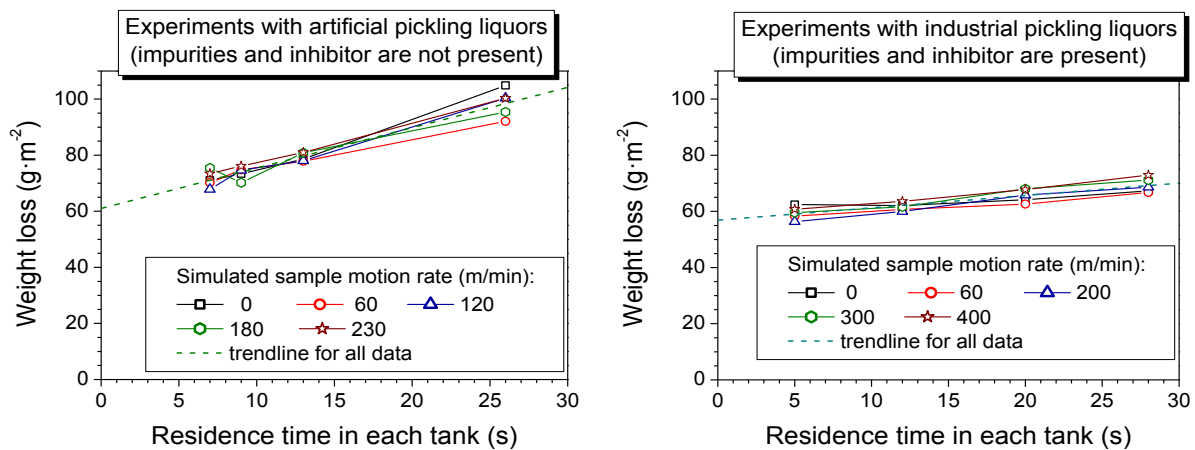 Experiments with artificial pickling liquors
(impurities and inhibitor are not present)
Weight loss (g·m⁻²)
100
80
60
40
20
0
Simulated sample motion rate (m/min):
0 60 120
180 230
trendline for all data
0 5 10 15 20 25 30
Residence time in each tank (s)
Experiments with industrial pickling liquors
(impurities and inhibitor are present)
Weight loss (g·m⁻²)
100
80
60
40
20
0
Simulated sample motion rate (m/min):
0 60 200
300 400
trendline for all data
0 5 10 15 20 25 30
Residence time in each tank (s)